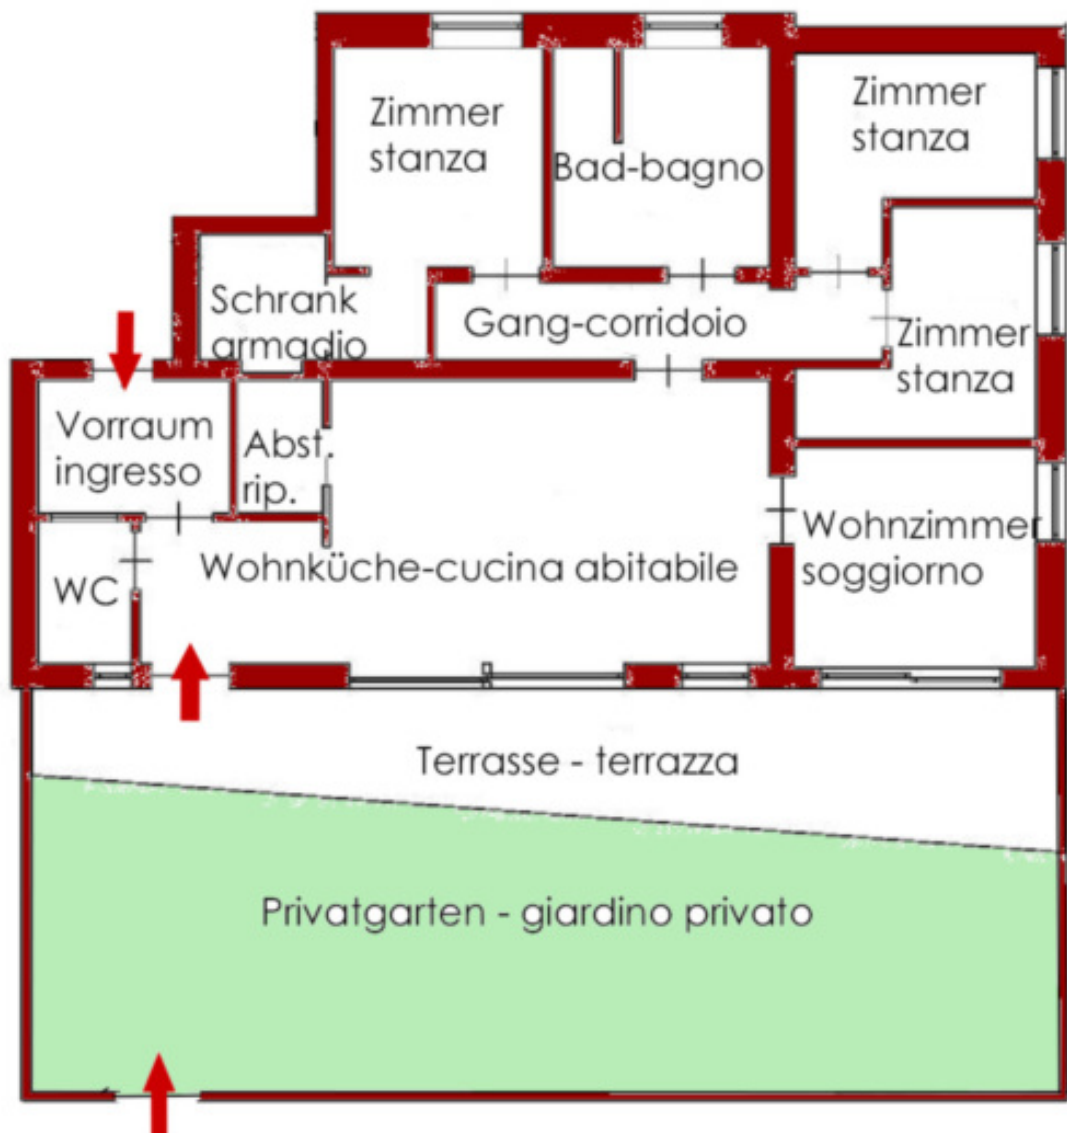 Zimmer
stanza
Bad-bagno
Zimmer
stanza
Schrank
armadio
Gang-corridoio
Zimmer
stanza
Vorraum
ingresso
Abst.
rip.
WC
Wohnküche-cucina abitabile
Wohnzimmer
soggiorno
Terrasse - terrazza
Privatgarten - giardino privato